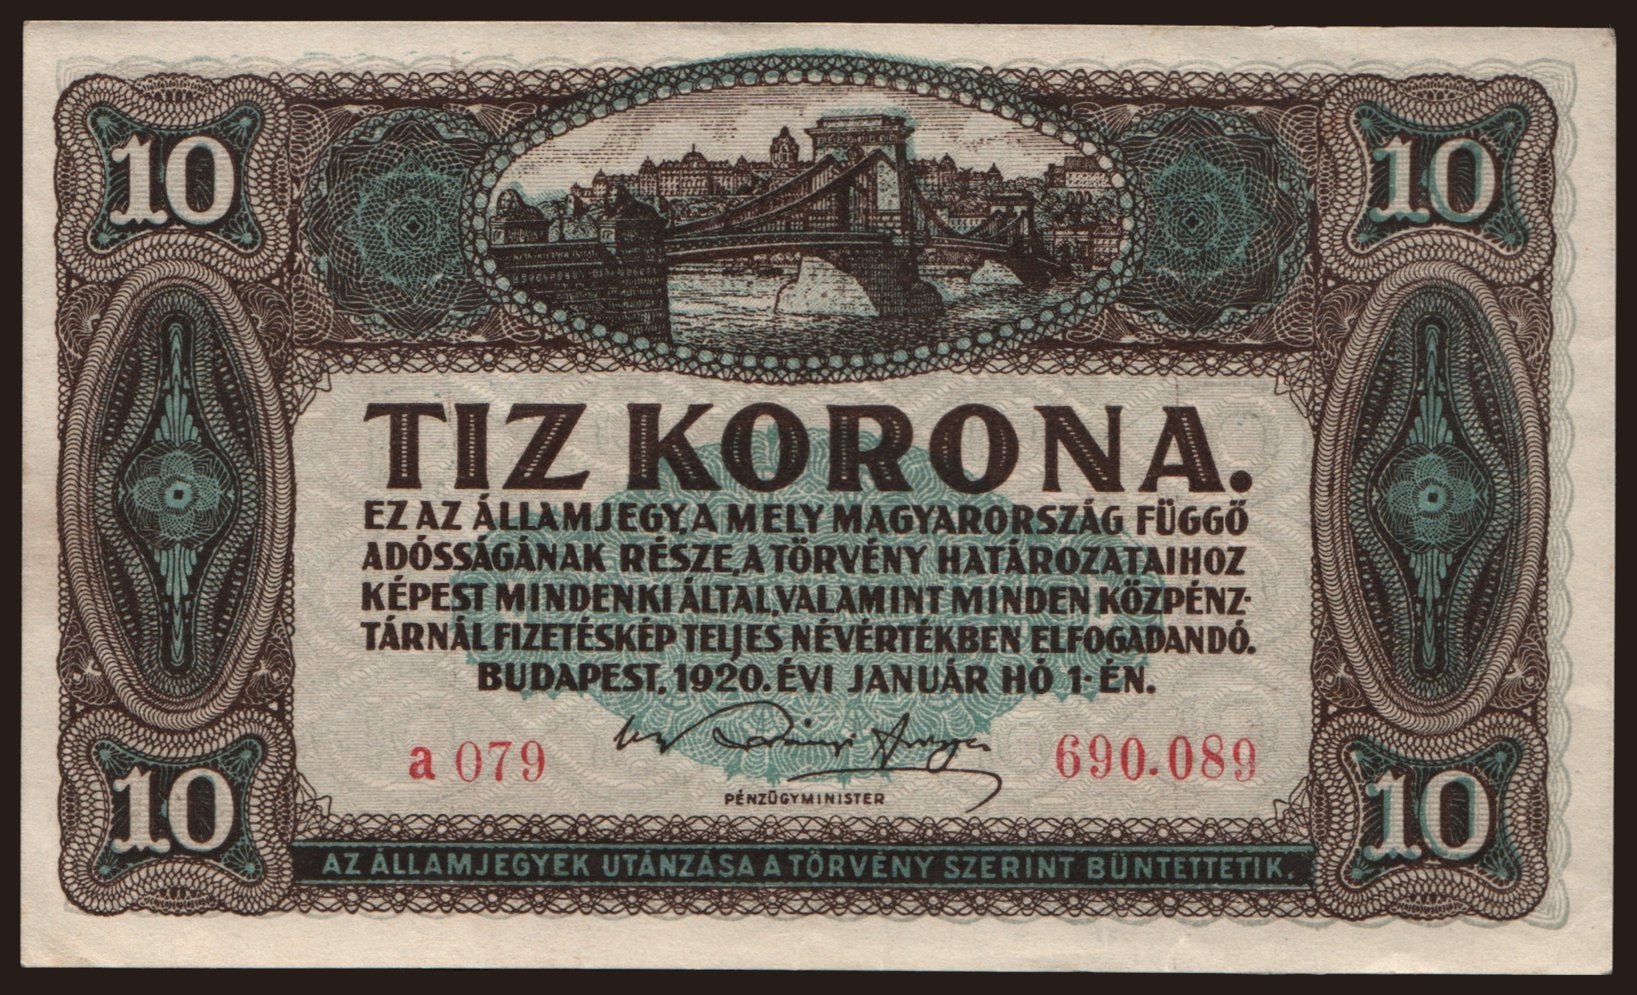 10
10
TIZ KORONA.
EZ AZ ÁLLAMJEGY, A MELY MAGYARORSZÁG FÜGGŐ
ADÓSSÁGÁNAK RÉSZE, A TÖRVÉNY HATÁROZATAIHOZ
KÉPEST MINDENKI ÁLTAL, VALAMINT MINDEN KÖZPÉNZ-
TÁRNÁL FIZETÉSKÉP TELJES NÉVÉRTÉKBEN ELFOGADANDÓ.
BUDAPEST, 1920. ÉVI JANUÁR HÓ 1-ÉN.
a 079
690.089
PÉNZÜGYMINISTER
10
10
AZ ÁLLAMJEGYEK UTÁNZÁSA A TÖRVÉNY SZERINT BÜNTETTETIK.